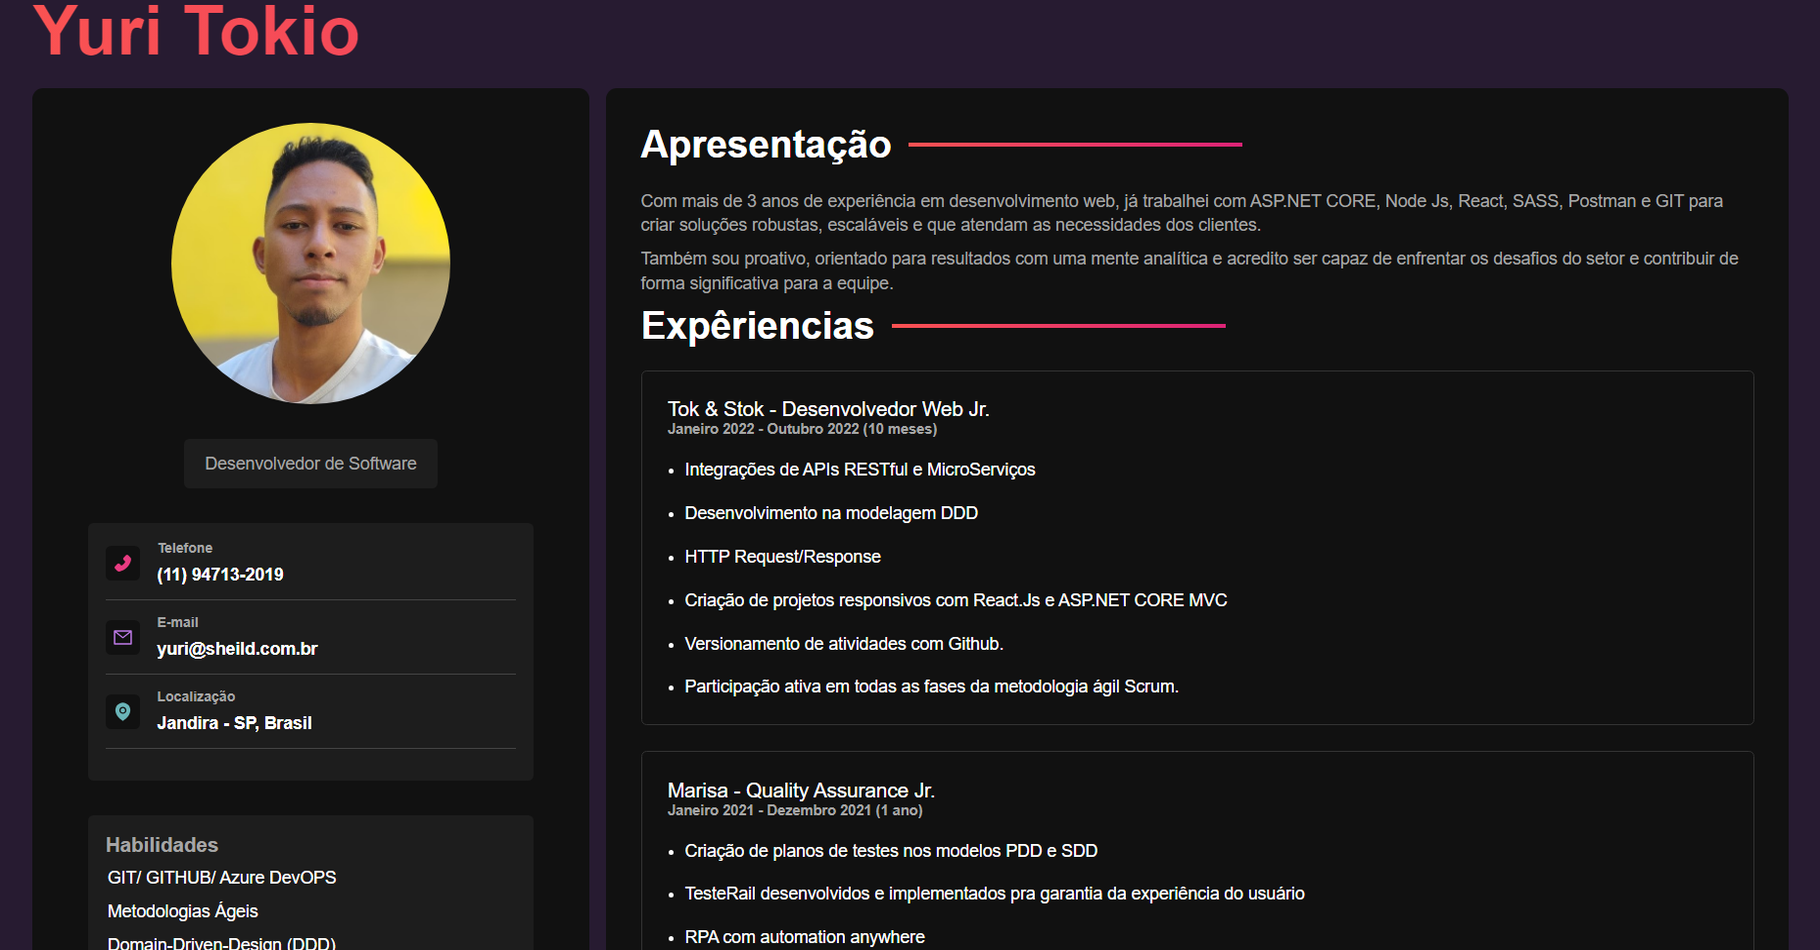 Yuri Tokio
Desenvolvedor de Software
Telefone
(11) 94713-2019
E-mail
yuri@sheild.com.br
Localização
Jandira - SP, Brasil
Habilidades
GIT/ GITHUB/ Azure DevOPS
Metodologias Ágeis
Domain-Driven-Design (DDD)
Apresentação
Com mais de 3 anos de experiência em desenvolvimento web, já trabalhei com ASP.NET CORE, Node Js, React, SASS, Postman e GIT para
criar soluções robustas, escaláveis e que atendam as necessidades dos clientes.
Também sou proativo, orientado para resultados com uma mente analítica e acredito ser capaz de enfrentar os desafios do setor e contribuir de
forma significativa para a equipe.
Expêriencias
Tok & Stok - Desenvolvedor Web Jr.
Janeiro 2022 - Outubro 2022 (10 meses)
• Integrações de APIs RESTful e MicroServiços
• Desenvolvimento na modelagem DDD
• HTTP Request/Response
• Criação de projetos responsivos com React.Js e ASP.NET CORE MVC
• Versionamento de atividades com Github.
• Participação ativa em todas as fases da metodologia ágil Scrum.
Marisa - Quality Assurance Jr.
Janeiro 2021 - Dezembro 2021 (1 ano)
• Criação de planos de testes nos modelos PDD e SDD
• TesteRail desenvolvidos e implementados pra garantia da experiência do usuário
• RPA com automation anywhere